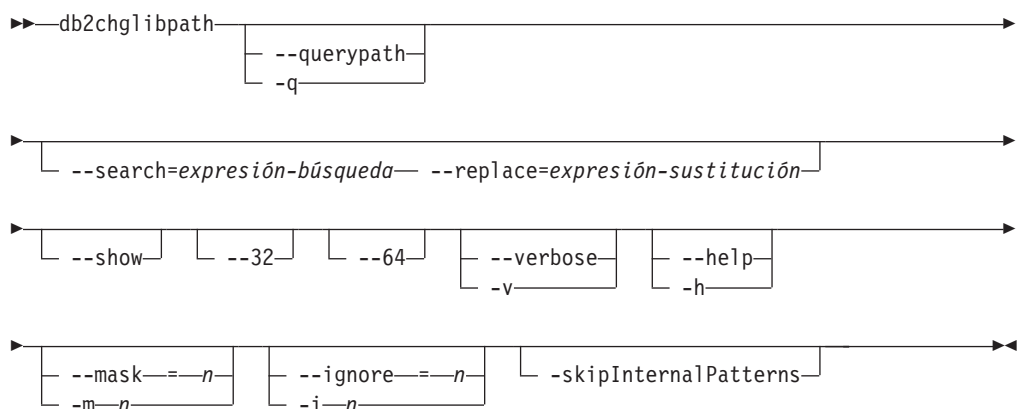 db2chglibpath
--querypath
-q
--search=expresión-búsqueda --replace=expresión-sustitución
--show --32 --64 --verbose --help
-v -h
--mask = n --ignore = n -skipInternalPatterns
-m n -i n